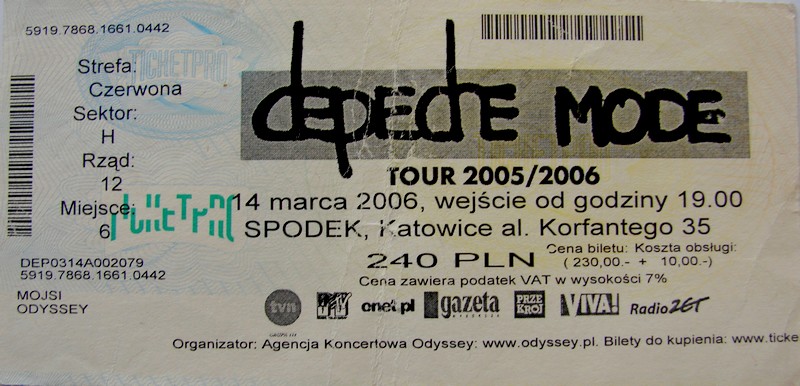 5919.7868.1661.0442
Strefa:
Czerwona
Sektor:
H
Rząd:
12
Miejsce:
6
TICKETPRO
TICKETPRO
DEP0314A002079
5919.7868.1661.0442
MOJSI
ODYSSEY
depeche MODE
TOUR 2005/2006
14 marca 2006, wejście od godziny 19.00
SPODEK, Katowice al. Korfantego 35
240 PLN
Cena biletu: Koszta obsługi:
( 230,00.- + 10,00.-)
Cena zawiera podatek VAT w wysokości 7%
tvn MTV onet.pl gazeta PRZEKRÓJ VIVA! Radio ZET
Organizator: Agencja Koncertowa Odyssey: www.odyssey.pl. Bilety do kupienia: www.ticke